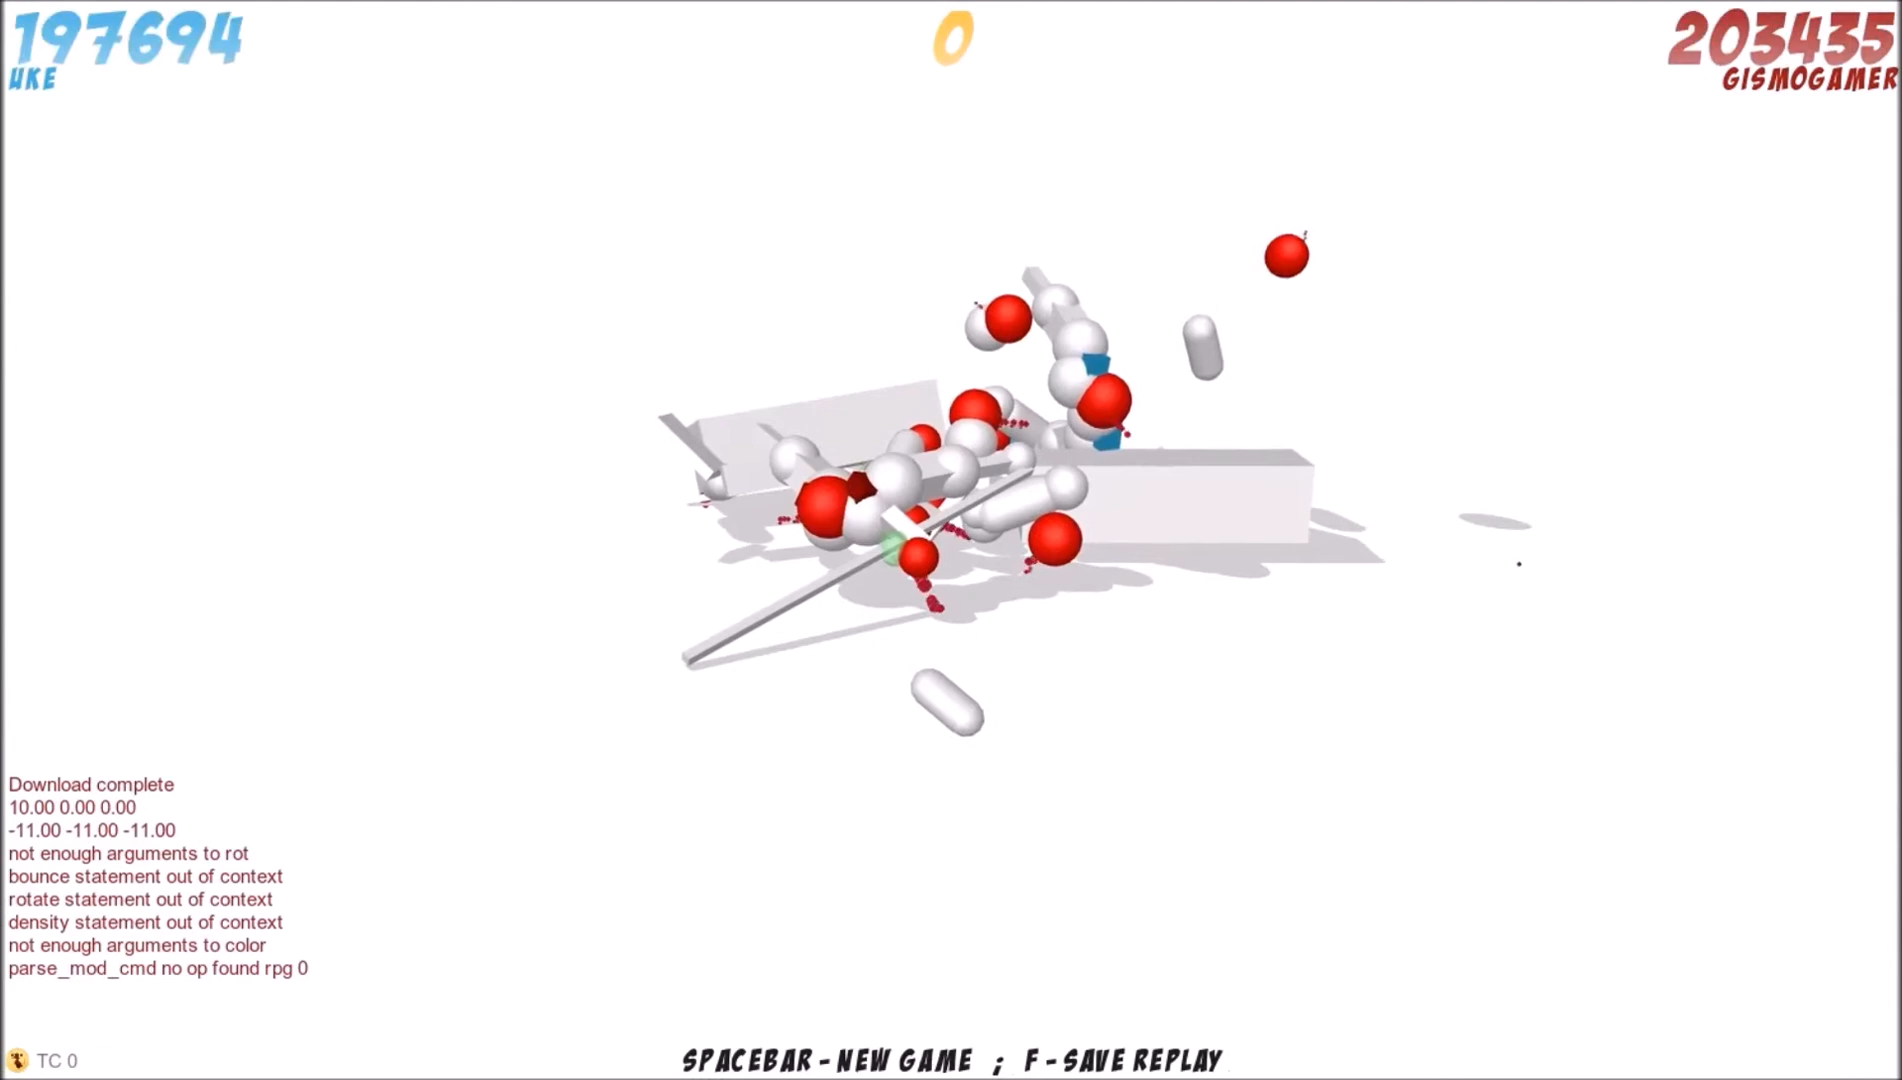 197694
UKE
0
203435
GISMOGAMER
Download complete
10.00 0.00 0.00
-11.00 -11.00 -11.00
not enough arguments to rot
bounce statement out of context
rotate statement out of context
density statement out of context
not enough arguments to color
parse_mod_cmd no op found rpg 0
TC 0
SPACEBAR - NEW GAME ; F - SAVE REPLAY